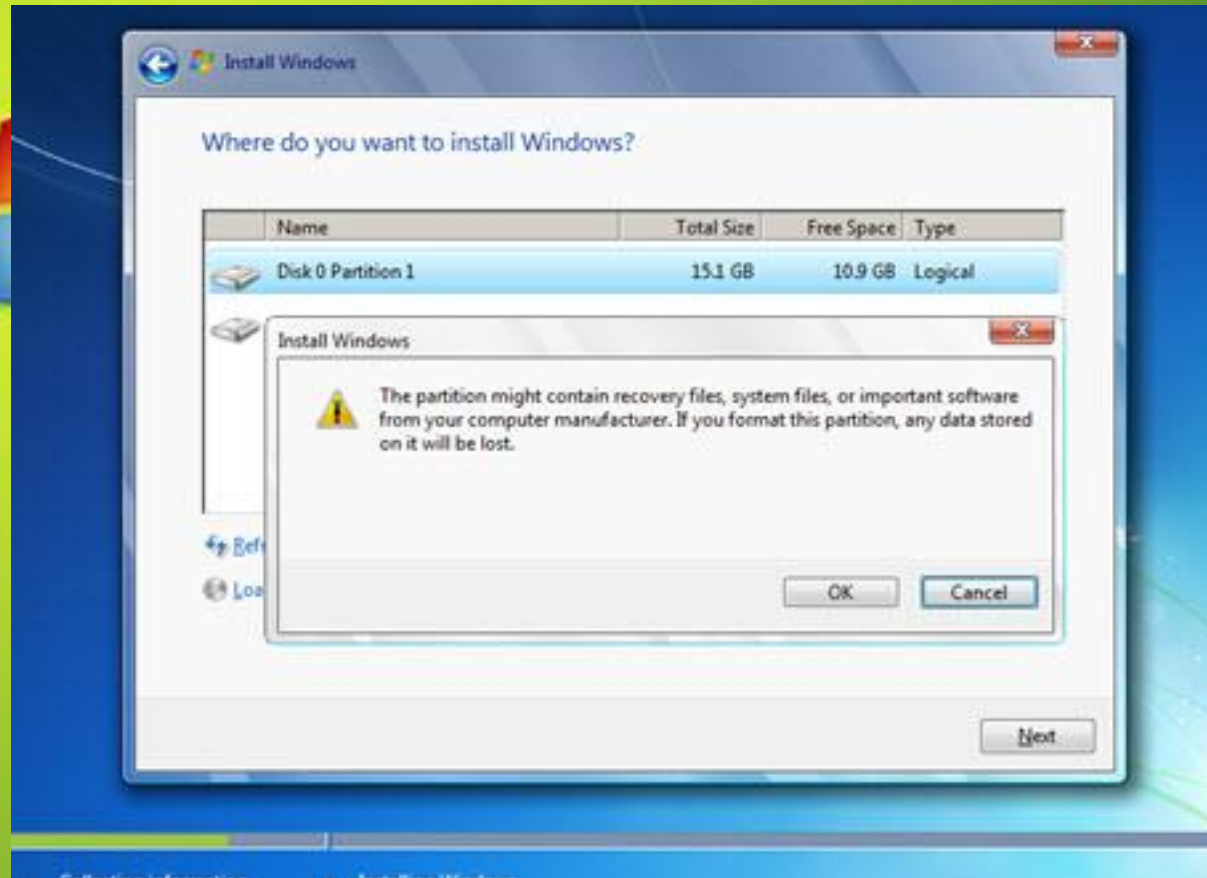 Install Windows
Where do you want to install Windows?
Name Total Size Free Space Type
Disk 0 Partition 1 15.1 GB 10.9 GB Logical
Install Windows
The partition might contain recovery files, system files, or important software
from your computer manufacturer. If you format this partition, any data stored
on it will be lost.
Refr
Loa
OK Cancel
Next